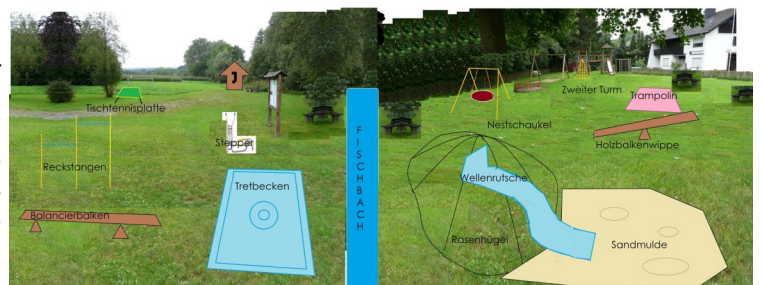 Tischtennisplatte
Stepper
Reckstangen
Tretbecken
Balancierbalken
FISCHBACH
Zweiter Turm
Trampolin
Nestschaukel
Holzbalkenwippe
Wellenrutsche
Rasenhügel
Sandmulde